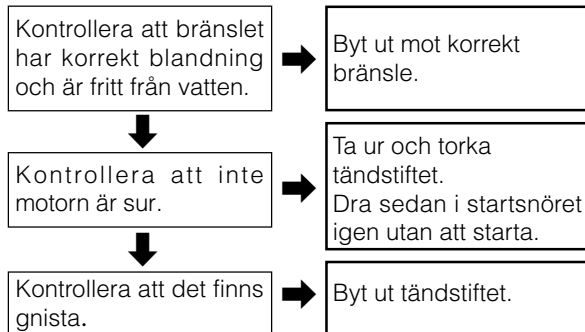 Kontrollera att bränslet
har korrekt blandning
och är fritt från vatten.
Byt ut mot korrekt
bränsle.
Kontrollera att inte
motorn är sur.
Ta ur och torka
tändstiftet.
Dra sedan i startsnöret
igen utan att starta.
Kontrollera att det finns
gnista.
Byt ut tändstiftet.